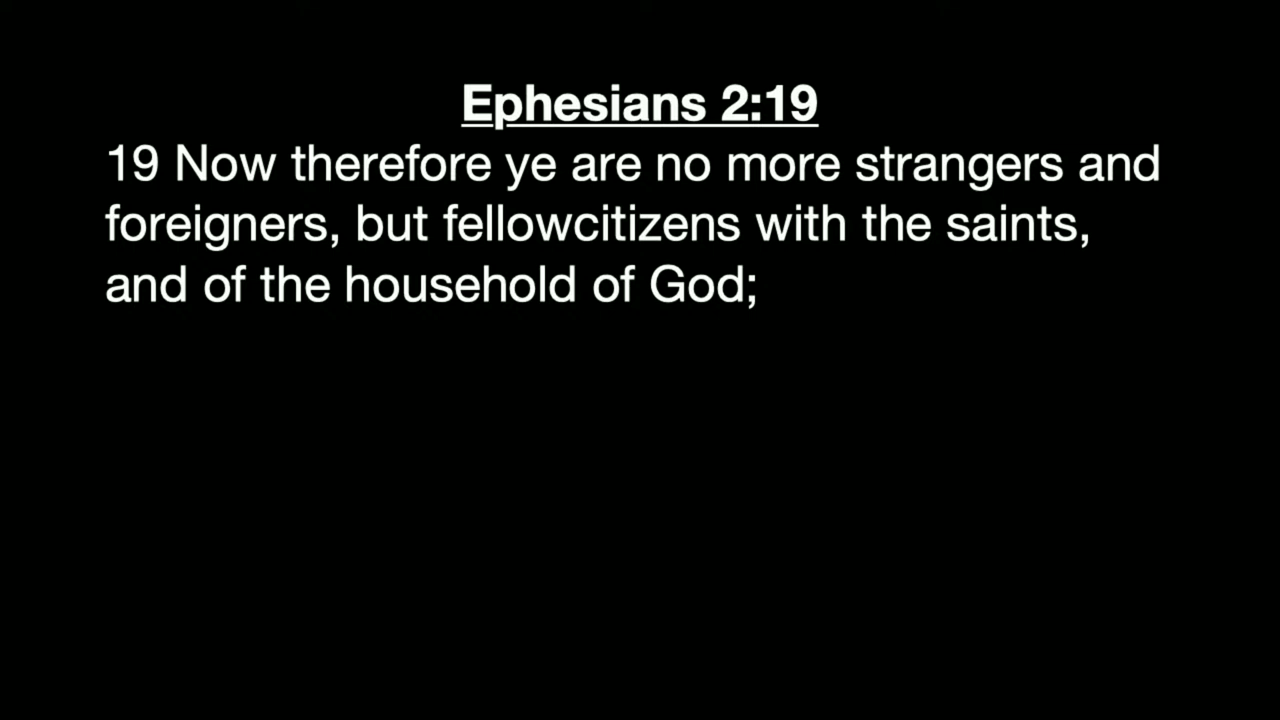 Ephesians 2:19
19 Now therefore ye are no more strangers and
foreigners, but fellowcitizens with the saints,
and of the household of God;